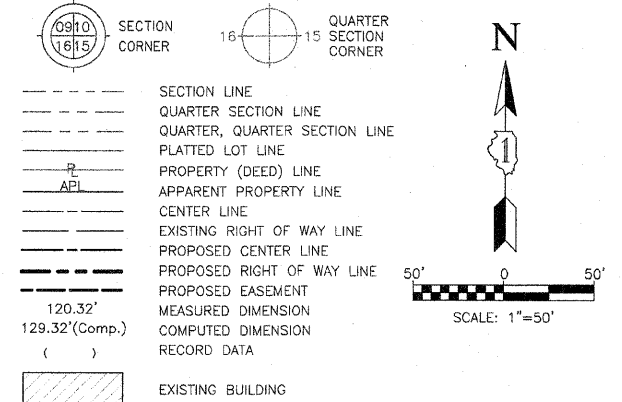 0910
1615
SECTION
CORNER
16
15
QUARTER
SECTION
CORNER
N
1
SECTION LINE
QUARTER SECTION LINE
QUARTER, QUARTER SECTION LINE
PLATTED LOT LINE
PL PROPERTY (DEED) LINE
APL APPARENT PROPERTY LINE
CENTER LINE
EXISTING RIGHT OF WAY LINE
PROPOSED CENTER LINE
PROPOSED RIGHT OF WAY LINE
PROPOSED EASEMENT
120.32' MEASURED DIMENSION
129.32'(Comp.) COMPUTED DIMENSION
( ) RECORD DATA
EXISTING BUILDING
50' 0 50'
SCALE: 1"=50'